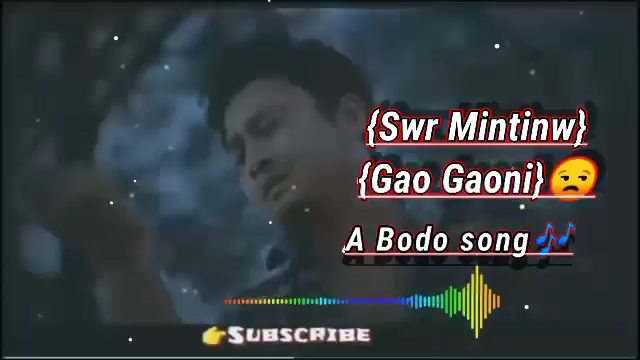 {Swr Mintinw}
{Gao Gaoni}😒
A Bodo song🎶
👉SUBSCRIBE